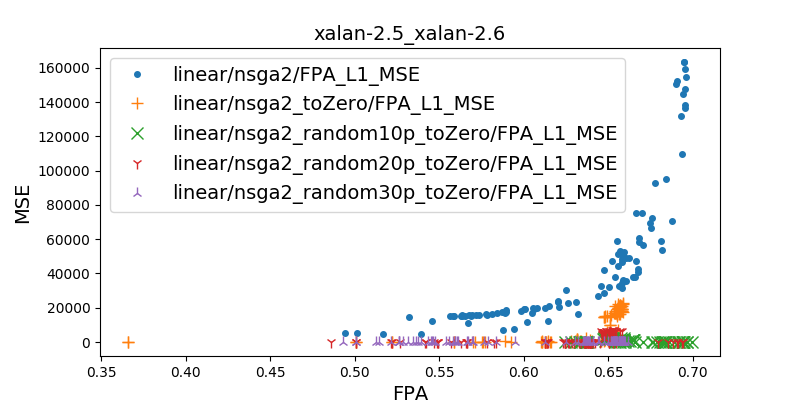 xalan-2.5_xalan-2.6
160000
140000
120000
100000
80000
60000
40000
20000
0
MSE
linear/nsga2/FPA_L1_MSE
linear/nsga2_toZero/FPA_L1_MSE
linear/nsga2_random10p_toZero/FPA_L1_MSE
linear/nsga2_random20p_toZero/FPA_L1_MSE
linear/nsga2_random30p_toZero/FPA_L1_MSE
0.35 0.40 0.45 0.50 0.55 0.60 0.65 0.70
FPA